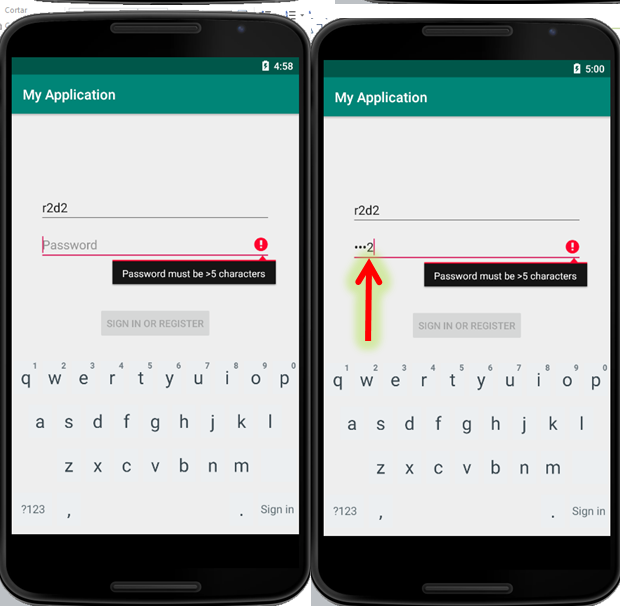 Cortar
4:58
My Application
r2d2
Password
Password must be >5 characters
SIGN IN OR REGISTER
1 2 3 4 5 6 7 8 9 0
q w e r t y u i o p
a s d f g h j k l
z x c v b n m
?123 , . Sign in
5:00
My Application
r2d2
•••2
Password must be >5 characters
SIGN IN OR REGISTER
1 2 3 4 5 6 7 8 9 0
q w e r t y u i o p
a s d f g h j k l
z x c v b n m
?123 , . Sign in